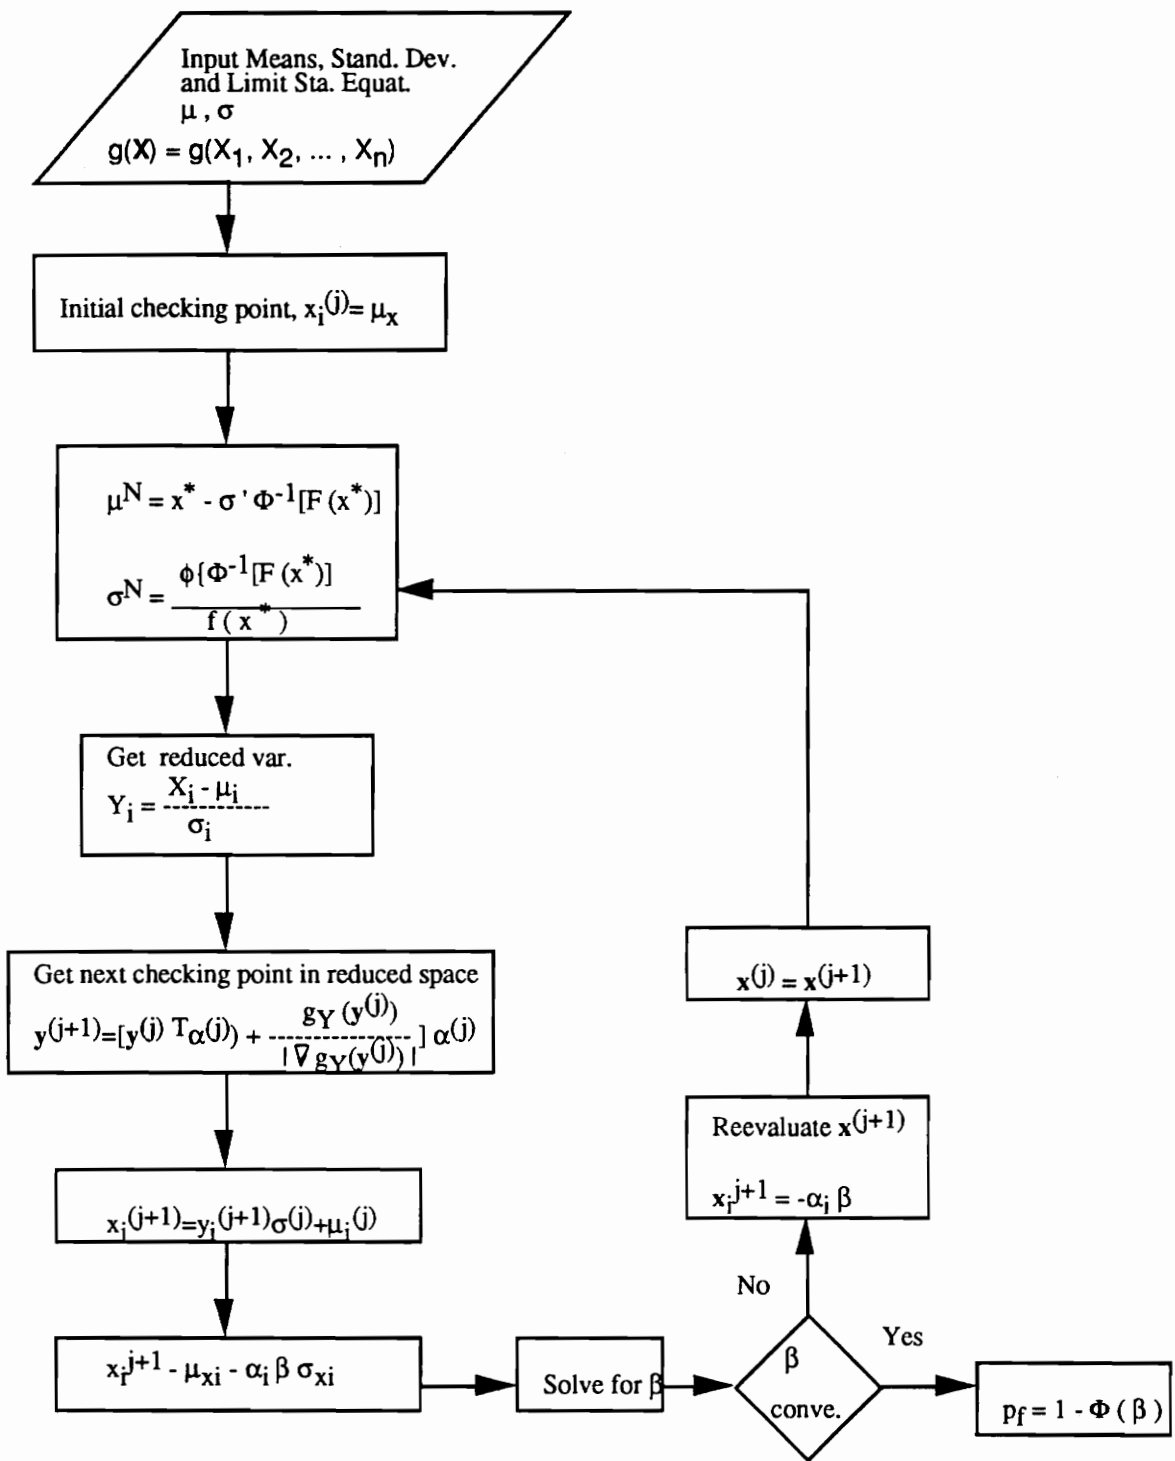 Input Means, Stand. Dev.
and Limit Sta. Equat.
μ , σ
g(X) = g(X₁, X₂, ... , Xₙ)
Initial checking point, xᵢ⁽ʲ⁾= μₓ
μᴺ = x* - σ ' Φ⁻¹[F (x*)]
σᴺ = ϕ{Φ⁻¹[F (x*)]
f ( x * )
Get reduced var.
Yᵢ = Xᵢ - μᵢ
σᵢ
Get next checking point in reduced space
y⁽ʲ⁺¹⁾=[y⁽ʲ⁾ ᵀα⁽ʲ⁾) + g_Y (y⁽ʲ⁾) ] α⁽ʲ⁾
| ∇ g_Y(y⁽ʲ⁾) |
xᵢ⁽ʲ⁺¹⁾=yᵢ⁽ʲ⁺¹⁾σ⁽ʲ⁾+μᵢ⁽ʲ⁾
xᵢʲ⁺¹ - μₓᵢ - αᵢ β σₓᵢ
Solve for β
β
conve.
No
Yes
Reevaluate x⁽ʲ⁺¹⁾
xᵢʲ⁺¹ = -αᵢ β
x⁽ʲ⁾ = x⁽ʲ⁺¹⁾
p_f = 1 - Φ ( β )